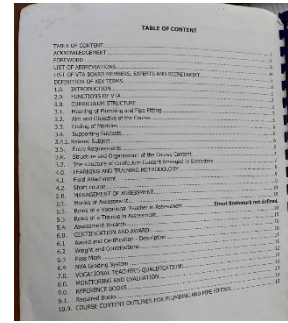 TABLE OF CONTENT
TABLE OF CONTENT
ACKNOWLEDGEMENT
FOREWORD
LIST OF ABBREVIATIONS
LIST OF VTA BOARD MEMBERS, EXPERTS AND SECRETARIAT
DEFINITION OF KEY TERMS
1.0. INTRODUCTION
2.0. FUNCTIONS OF VTA
3.0. CURRICULUM STRUCTURE
3.1. Meaning of Plumbing and Pipe Fitting
3.2. Aim and Objective of the Course
3.3. Coding of Modules
3.4. Supporting Subjects
3.4.1. Related Subject
3.5. Entry Requirements
3.6. Structure and Organization of the Course Content
3.7. The structure of Curriculum Content Arranged in Semesters
4.0. LEARNING AND TRAINING METHODOLOGY
4.1. Field Attachment
4.2. Short course
5.0. MANAGEMENT OF ASSESSMENT
5.1. Modes of Assessment
5.2. Roles of a Vocational Teacher in Assessment Error! Bookmark not defined.
5.3. Roles of a Trainee in Assessment
5.4. Assessment Records
6.0. CERTIFICATION AND AWARD
6.1 Award and Certification - Description
6.2 Weight and Contributions
6.3 Pass Mark
6.4 NVA Grading System
7.0. VOCATIONAL TEACHER'S QUALIFICATIONS
8.0. MONITORING AND EVALUATION
9.0. REFERENCE BOOKS
9.1. Required Books
10.0. COURSE CONTENT OUTLINES FOR PLUMBING AND PIPE FITTING